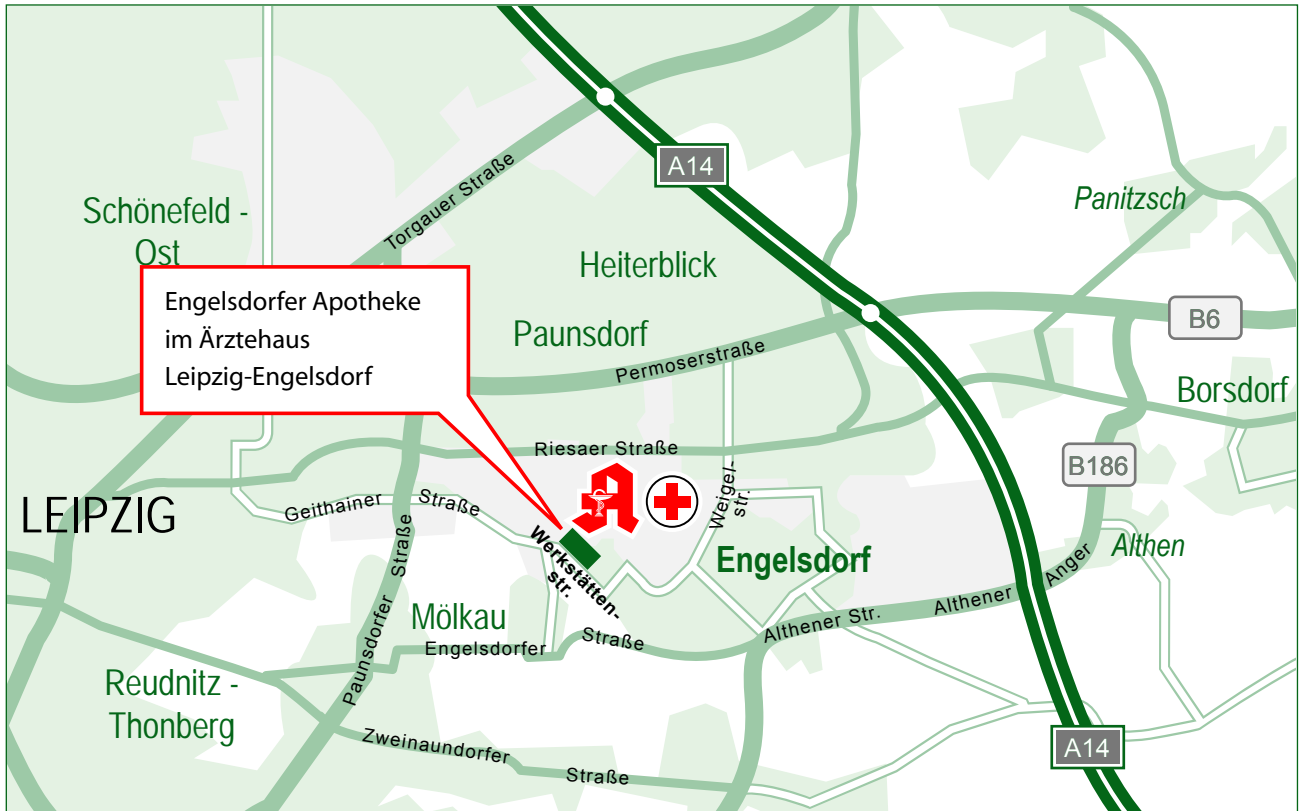 A14
Panitzsch
Torgauer Straße
Schönefeld -
Ost
Heiterblick
Engelsdorfer Apotheke
im Ärztehaus
Leipzig-Engelsdorf
B6
Paunsdorf
Permoserstraße
Borsdorf
Riesaer Straße
B186
Weigel-
str.
LEIPZIG
Geithainer Straße
Althen
Werkstätten-
str.
Engelsdorf
Paunsdorfer Straße
Mölkau
Engelsdorfer Straße
Althener Str.
Althener Anger
Reudnitz -
Thonberg
Zweinaundorfer Straße
A14